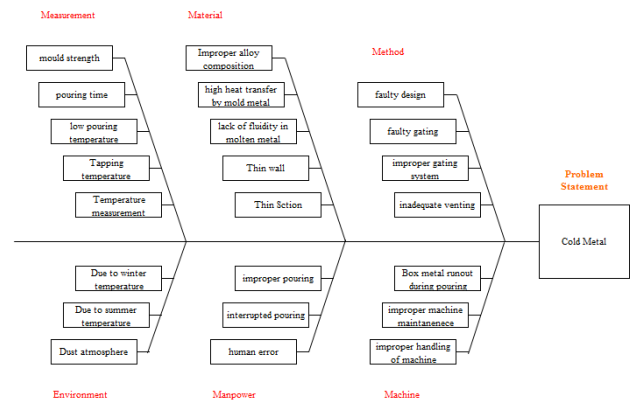 Measurement
Material
Method
mould strength
pouring time
low pouring
temperature
Tapping
temperature
Temperature
measurement
Improper alloy
composition
high heat transfer
by mold metal
lack of fluidity in
molten metal
Thin wall
Thin Sction
faulty design
faulty gating
improper gating
system
inadequate venting
Problem
Statement
Cold Metal
Due to winter
temperature
Due to summer
temperature
Dust atmosphere
improper pouring
interrupted pouring
human error
Box metal runout
during pouring
improper machine
maintanenece
improper handling
of machine
Environment
Manpower
Machine